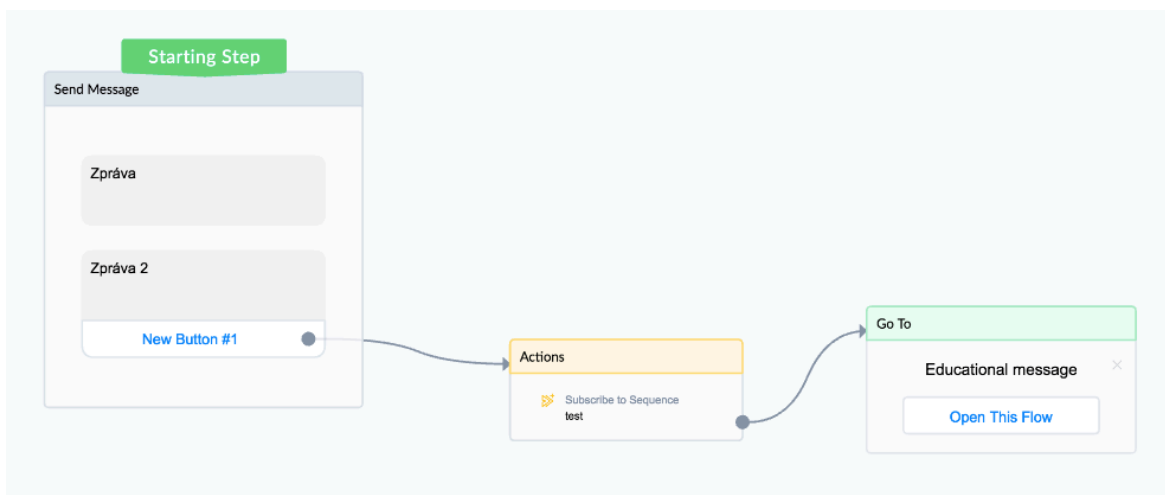 Starting Step
Send Message
Zpráva
Zpráva 2
New Button #1
Actions
Subscribe to Sequence
test
Go To
Educational message
Open This Flow